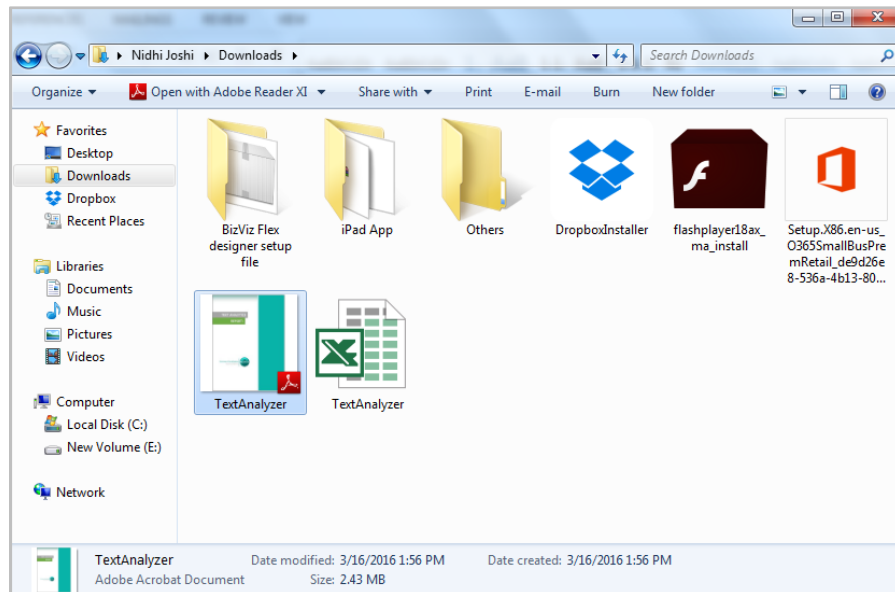 Nidhi Joshi Downloads
Search Downloads
Organize Open with Adobe Reader XI Share with Print E-mail Burn New folder
Favorites
Desktop
Downloads
Dropbox
Recent Places
Libraries
Documents
Music
Pictures
Videos
Computer
Local Disk (C:)
New Volume (E:)
Network
BizViz Flex
designer setup
file
iPad App
Others
DropboxInstaller
flashplayer18ax_
ma_install
Setup.X86.en-us_
O365SmallBusPre
mRetail_de9d26e
8-536a-4b13-80...
TextAnalyzer
TextAnalyzer
TextAnalyzer Date modified: 3/16/2016 1:56 PM Date created: 3/16/2016 1:56 PM
Adobe Acrobat Document Size: 2.43 MB